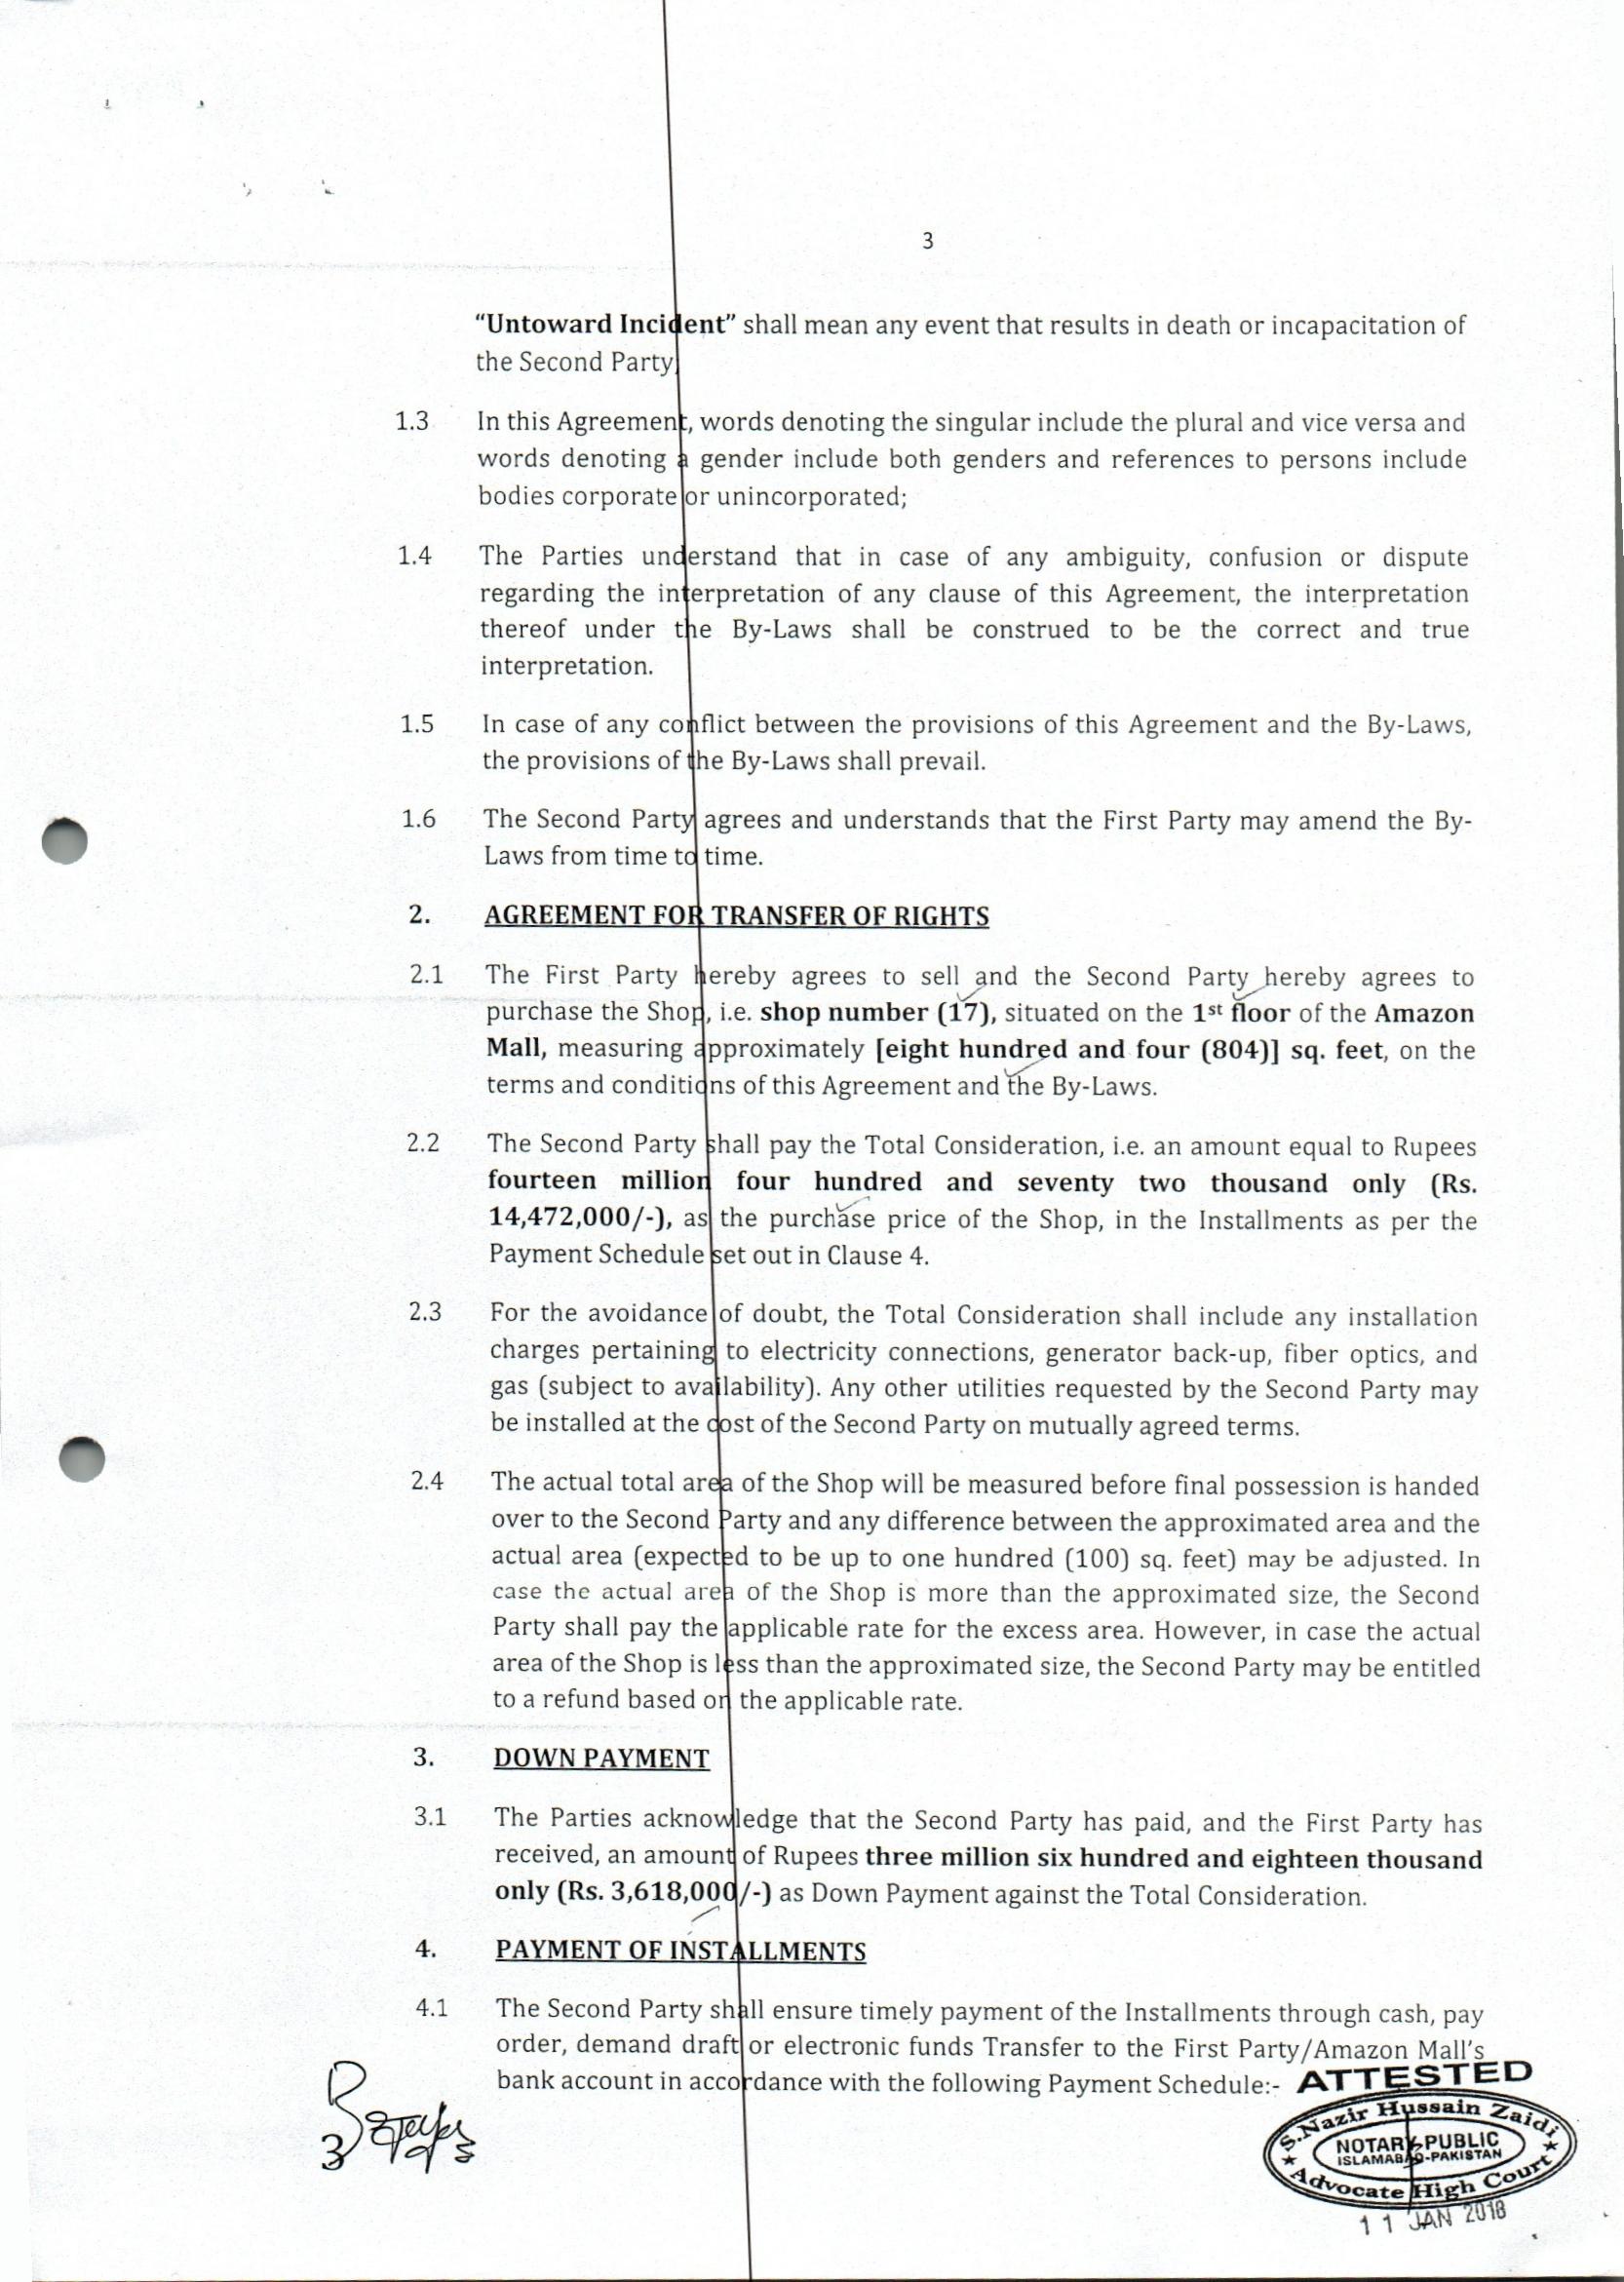 3
“Untoward Incident” shall mean any event that results in death or incapacitation of
the Second Party
1.3 In this Agreement, words denoting the singular include the plural and vice versa and
words denoting a gender include both genders and references to persons include
bodies corporate or unincorporated;
1.4 The Parties understand that in case of any ambiguity, confusion or dispute
regarding the interpretation of any clause of this Agreement, the interpretation
thereof under the By-Laws shall be construed to be the correct and true
interpretation.
1.5 In case of any conflict between the provisions of this Agreement and the By-Laws,
the provisions of the By-Laws shall prevail.
1.6 The Second Party agrees and understands that the First Party may amend the By-
Laws from time to time.
2. AGREEMENT FOR TRANSFER OF RIGHTS
2.1 The First Party hereby agrees to sell and the Second Party hereby agrees to
purchase the Shop, i.e. shop number (17), situated on the 1st floor of the Amazon
Mall, measuring approximately [eight hundred and four (804)] sq. feet, on the
terms and conditions of this Agreement and the By-Laws.
2.2 The Second Party shall pay the Total Consideration, i.e. an amount equal to Rupees
fourteen million four hundred and seventy two thousand only (Rs.
14,472,000/-), as the purchase price of the Shop, in the Installments as per the
Payment Schedule set out in Clause 4.
2.3 For the avoidance of doubt, the Total Consideration shall include any installation
charges pertaining to electricity connections, generator back-up, fiber optics, and
gas (subject to availability). Any other utilities requested by the Second Party may
be installed at the cost of the Second Party on mutually agreed terms.
2.4 The actual total area of the Shop will be measured before final possession is handed
over to the Second Party and any difference between the approximated area and the
actual area (expected to be up to one hundred (100) sq. feet) may be adjusted. In
case the actual area of the Shop is more than the approximated size, the Second
Party shall pay the applicable rate for the excess area. However, in case the actual
area of the Shop is less than the approximated size, the Second Party may be entitled
to a refund based on the applicable rate.
3. DOWN PAYMENT
3.1 The Parties acknowledge that the Second Party has paid, and the First Party has
received, an amount of Rupees three million six hundred and eighteen thousand
only (Rs. 3,618,000/-) as Down Payment against the Total Consideration.
4. PAYMENT OF INSTALLMENTS
4.1 The Second Party shall ensure timely payment of the Installments through cash, pay
order, demand draft or electronic funds Transfer to the First Party/Amazon Mall’s
bank account in accordance with the following Payment Schedule:-
ATTESTED
S.Nazir Hussain Zaidi
NOTARY PUBLIC
ISLAMABAD-PAKISTAN
Advocate High Court
11 JAN 2018